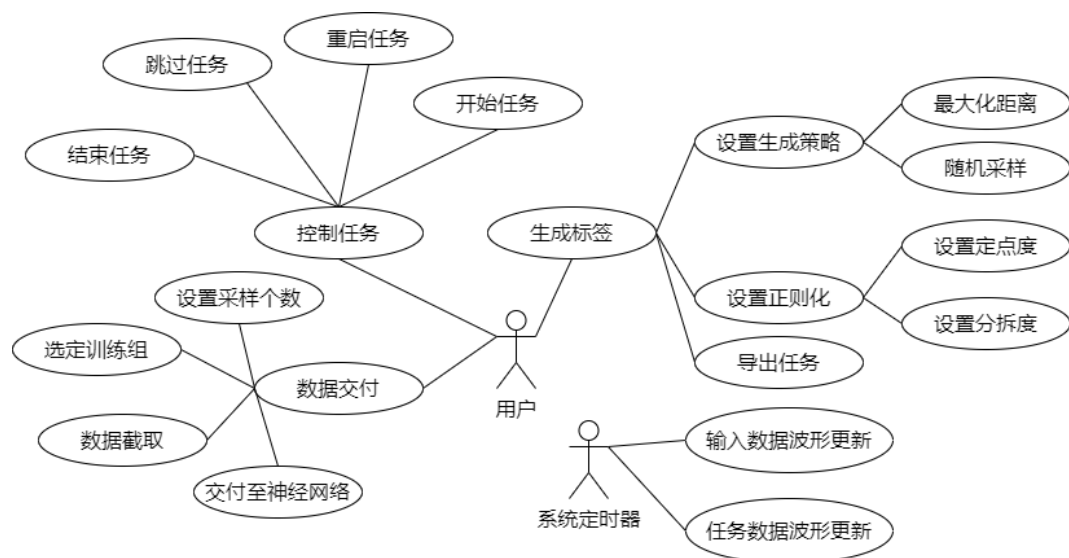 重启任务
跳过任务
开始任务
结束任务
控制任务
生成标签
设置生成策略
最大化距离
随机采样
设置正则化
设置定点度
设置分拆度
导出任务
设置采样个数
选定训练组
数据交付
数据截取
交付至神经网络
用户
系统定时器
输入数据波形更新
任务数据波形更新